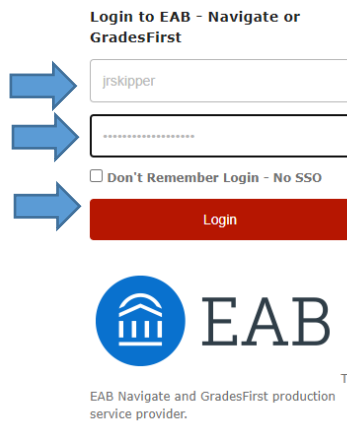 Login to EAB - Navigate or
GradesFirst
jrskipper
Don't Remember Login - No SSO
Login
EAB
T
EAB Navigate and GradesFirst production
service provider.